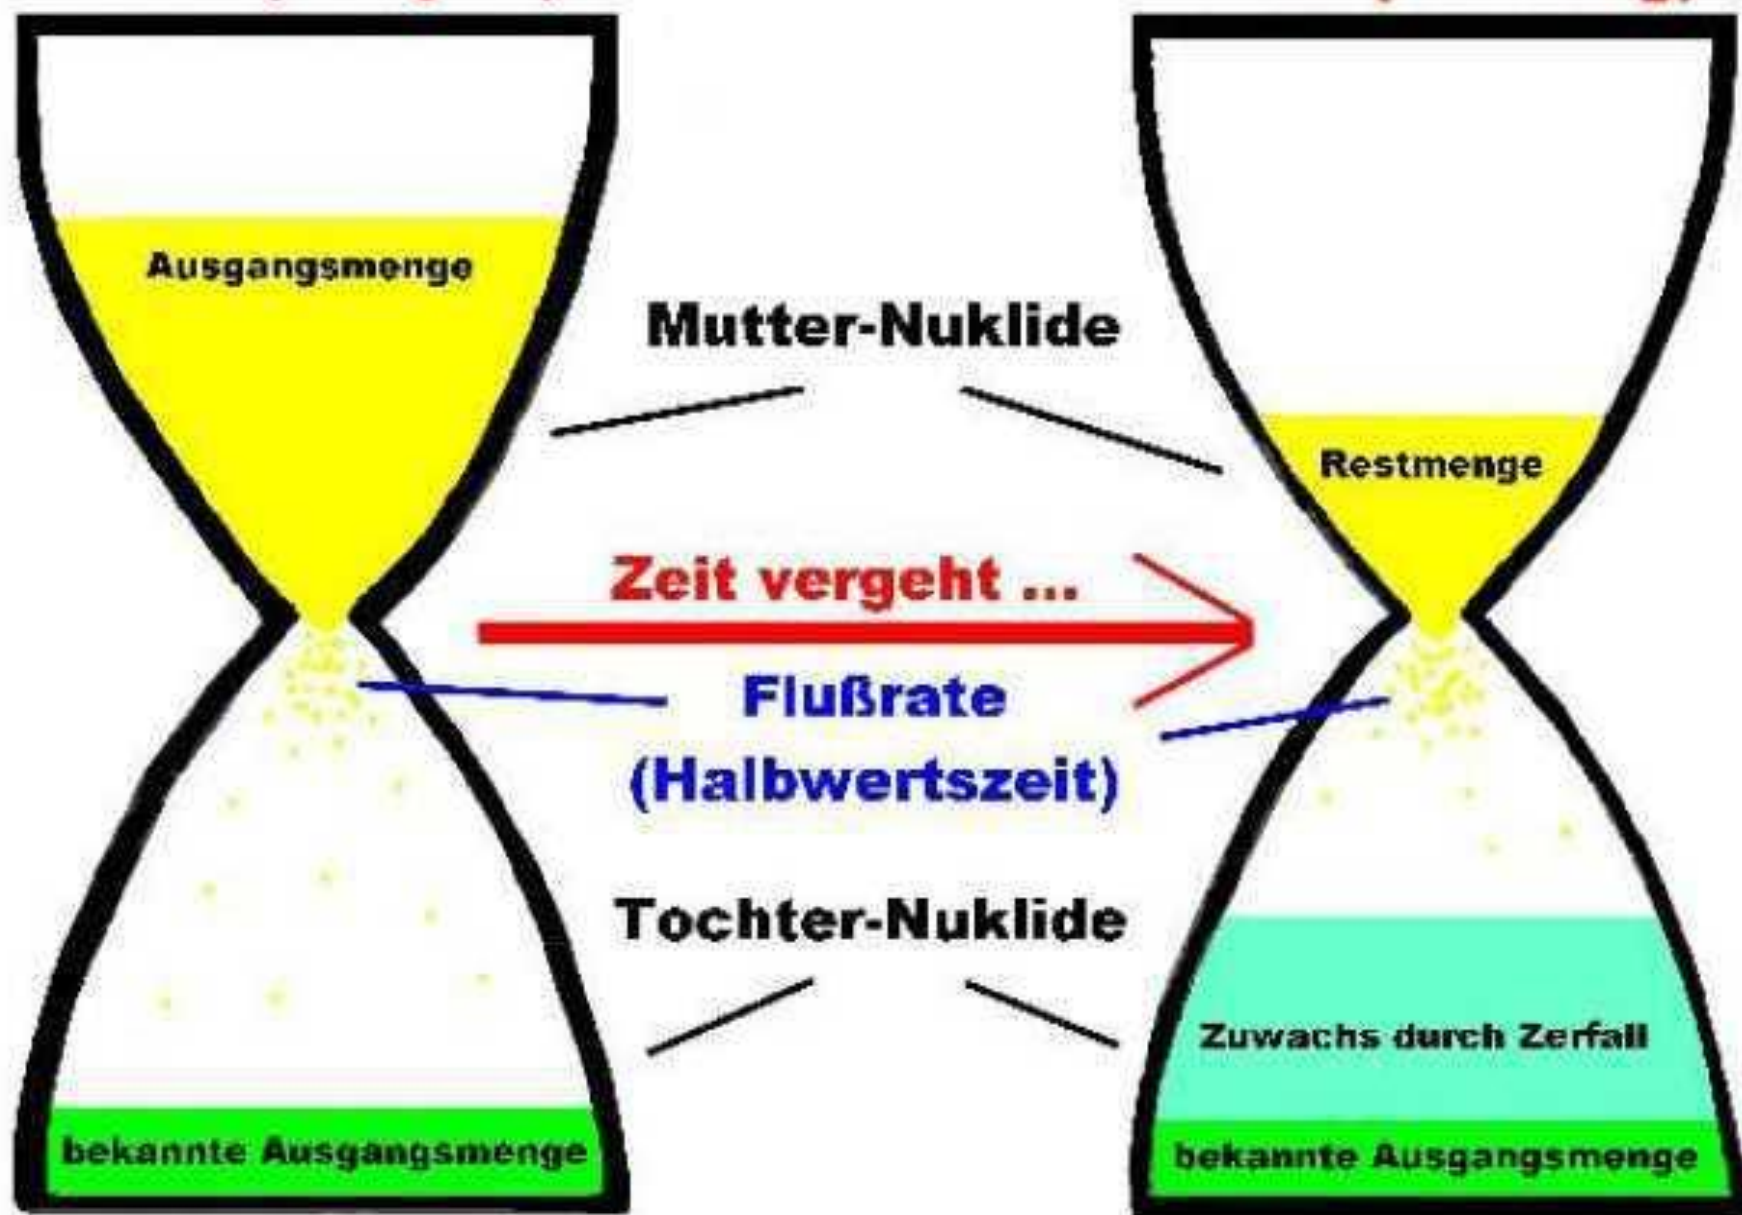 Ausgangsmenge
Mutter-Nuklide
Restmenge
Zeit vergeht ...
Flußrate
(Halbwertszeit)
Tochter-Nuklide
Zuwachs durch Zerfall
bekannte Ausgangsmenge
bekannte Ausgangsmenge